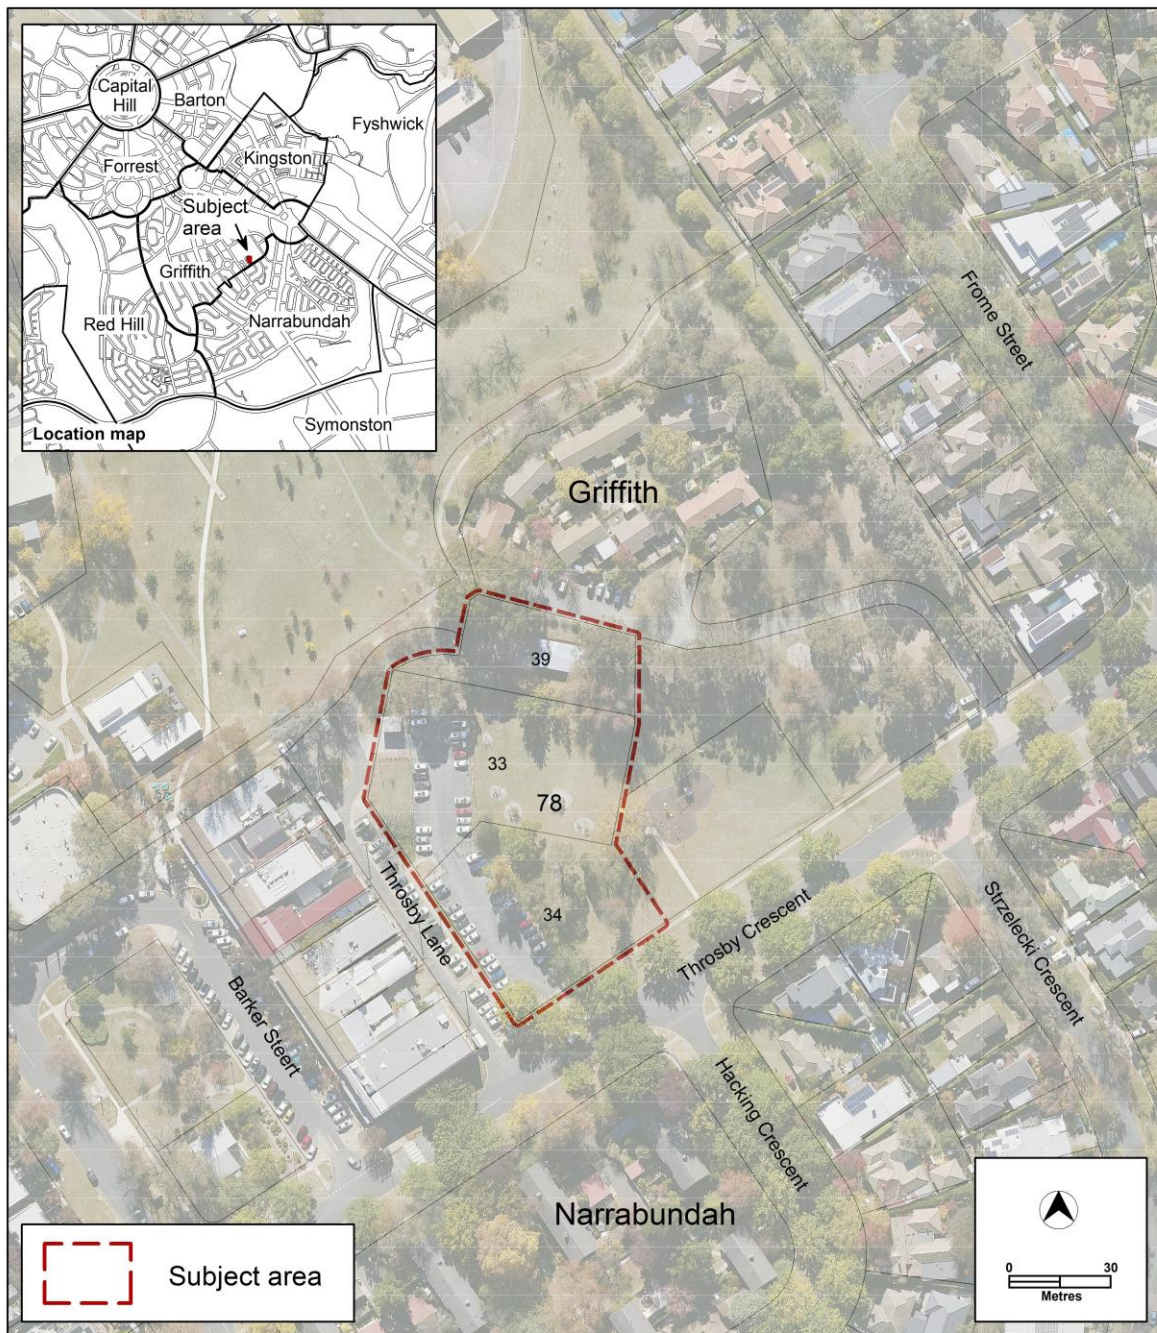 Capital
Hill
Barton
Fyshwick
Forrest
Kingston
Subject
area
Griffith
Red Hill
Narrabundah
Symonston
Location map
Frome Street
Griffith
39
33
78
34
Throsby Lane
Throsby Crescent
Strzelecki Crescent
Barker Steert
Hacking Crescent
Narrabundah
Subject area
0 30
Metres